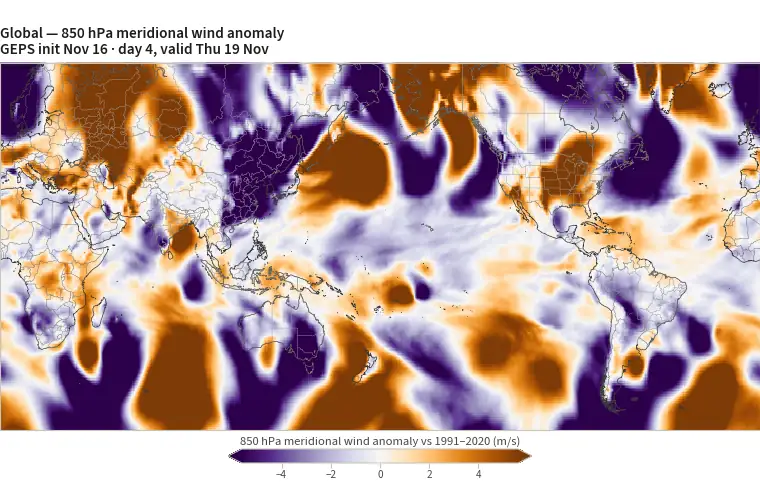 Global — 850 hPa meridional wind anomaly
GEPS init Nov 16 · day 4, valid Thu 19 Nov
850 hPa meridional wind anomaly vs 1991–2020 (m/s)
−4 −2 0 2 4